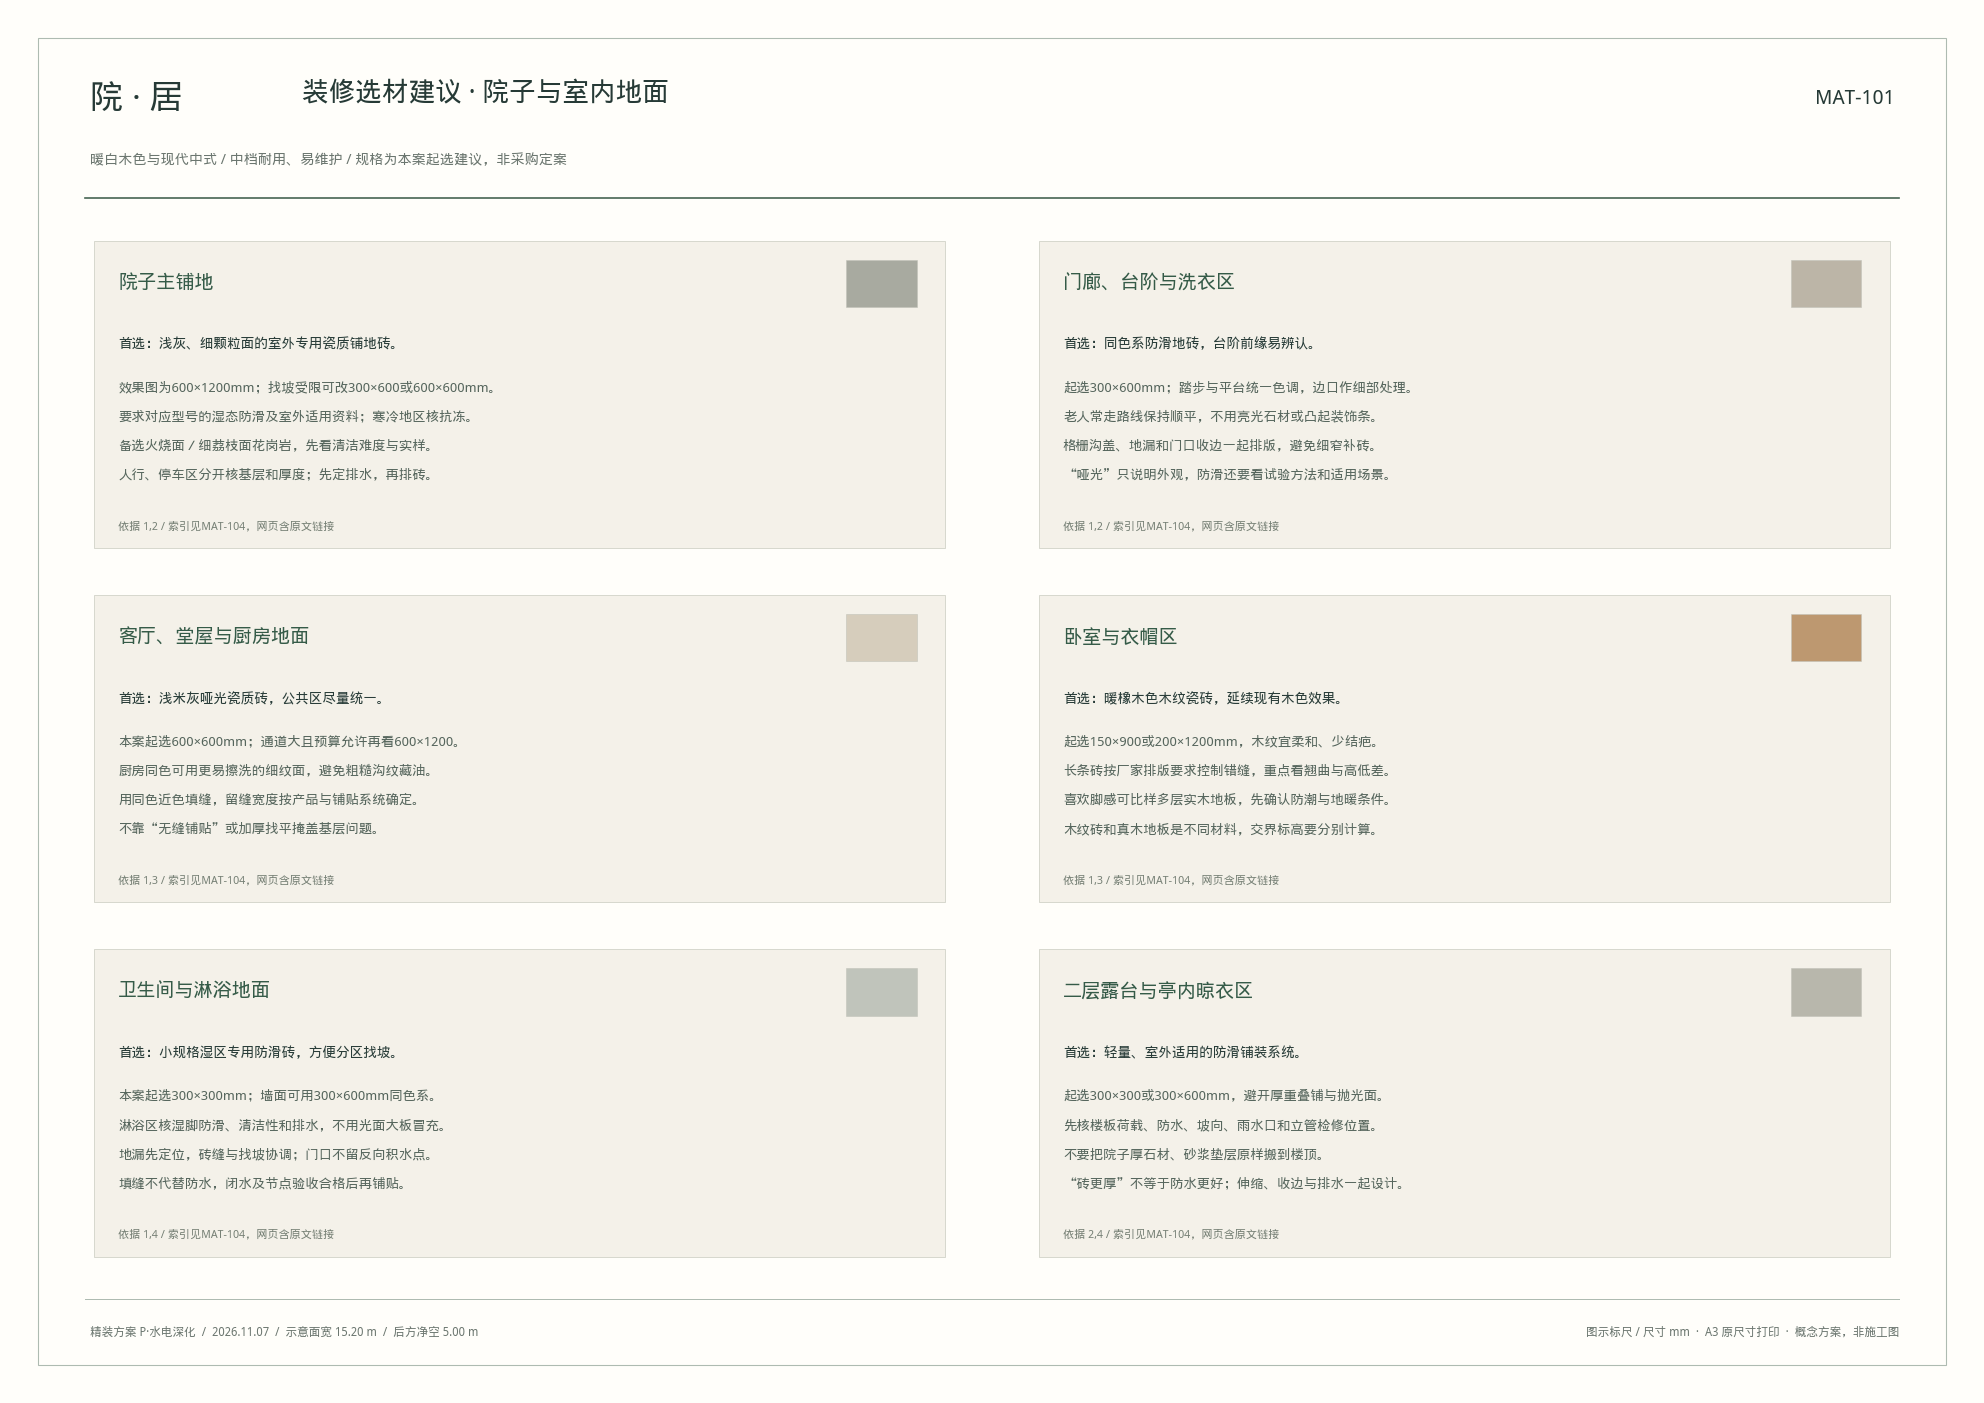 院 · 居
装修选材建议 · 院子与室内地面
MAT-101
暖白木色与现代中式 / 中档耐用、易维护 / 规格为本案起选建议，非采购定案
院子主铺地
首选：浅灰、细颗粒面的室外专用瓷质铺地砖。
效果图为600×1200mm；找坡受限可改300×600或600×600mm。
要求对应型号的湿态防滑及室外适用资料；寒冷地区核抗冻。
备选火烧面 / 细荔枝面花岗岩，先看清洁难度与实样。
人行、停车区分开核基层和厚度；先定排水，再排砖。
依据 1,2 / 索引见MAT-104，网页含原文链接
门廊、台阶与洗衣区
首选：同色系防滑地砖，台阶前缘易辨认。
起选300×600mm；踏步与平台统一色调，边口作细部处理。
老人常走路线保持顺平，不用亮光石材或凸起装饰条。
格栅沟盖、地漏和门口收边一起排版，避免细窄补砖。
“哑光”只说明外观，防滑还要看试验方法和适用场景。
依据 1,2 / 索引见MAT-104，网页含原文链接
客厅、堂屋与厨房地面
首选：浅米灰哑光瓷质砖，公共区尽量统一。
本案起选600×600mm；通道大且预算允许再看600×1200。
厨房同色可用更易擦洗的细纹面，避免粗糙沟纹藏油。
用同色近色填缝，留缝宽度按产品与铺贴系统确定。
不靠“无缝铺贴”或加厚找平掩盖基层问题。
依据 1,3 / 索引见MAT-104，网页含原文链接
卧室与衣帽区
首选：暖橡木色木纹瓷砖，延续现有木色效果。
起选150×900或200×1200mm，木纹宜柔和、少结疤。
长条砖按厂家排版要求控制错缝，重点看翘曲与高低差。
喜欢脚感可比样多层实木地板，先确认防潮与地暖条件。
木纹砖和真木地板是不同材料，交界标高要分别计算。
依据 1,3 / 索引见MAT-104，网页含原文链接
卫生间与淋浴地面
首选：小规格湿区专用防滑砖，方便分区找坡。
本案起选300×300mm；墙面可用300×600mm同色系。
淋浴区核湿脚防滑、清洁性和排水，不用光面大板冒充。
地漏先定位，砖缝与找坡协调；门口不留反向积水点。
填缝不代替防水，闭水及节点验收合格后再铺贴。
依据 1,4 / 索引见MAT-104，网页含原文链接
二层露台与亭内晾衣区
首选：轻量、室外适用的防滑铺装系统。
起选300×300或300×600mm，避开厚重叠铺与抛光面。
先核楼板荷载、防水、坡向、雨水口和立管检修位置。
不要把院子厚石材、砂浆垫层原样搬到楼顶。
“砖更厚”不等于防水更好；伸缩、收边与排水一起设计。
依据 2,4 / 索引见MAT-104，网页含原文链接
精装方案 P·水电深化 / 2026.11.07 / 示意面宽 15.20 m / 后方净空 5.00 m
图示标尺 / 尺寸 mm · A3 原尺寸打印 · 概念方案，非施工图